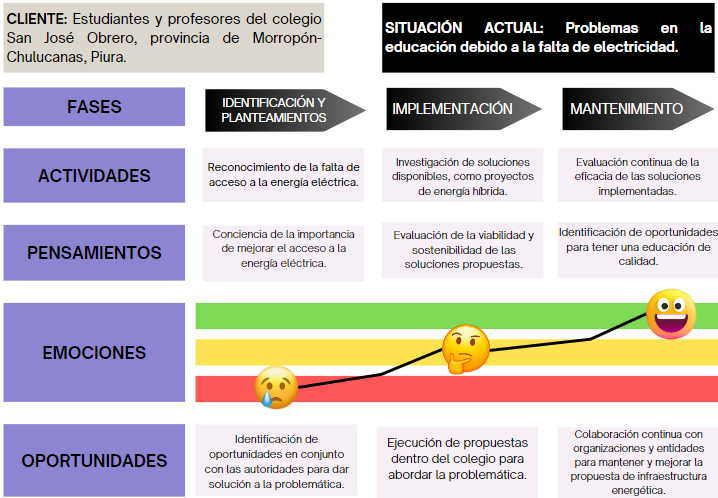 CLIENTE: Estudiantes y profesores del colegio
San José Obrero, provincia de Morropón-
Chulucanas, Piura.
SITUACIÓN ACTUAL: Problemas en la
educación debido a la falta de electricidad.
FASES
IDENTIFICACIÓN Y
PLANTEAMIENTOS
IMPLEMENTACIÓN
MANTENIMIENTO
ACTIVIDADES
Reconocimiento de la falta de
acceso a la energía eléctrica.
Investigación de soluciones
disponibles, como proyectos
de energía híbrida.
Evaluación continua de la
eficacia de las soluciones
implementadas.
PENSAMIENTOS
Conciencia de la importancia
de mejorar el acceso a la
energía eléctrica.
Evaluación de la viabilidad y
sostenibilidad de las
soluciones propuestas.
Identificación de oportunidades
para tener una educación de
calidad.
EMOCIONES
OPORTUNIDADES
Identificación de
oportunidades en conjunto
con las autoridades para dar
solución a la problemática.
Ejecución de propuestas
dentro del colegio para
abordar la problemática.
Colaboración continua con
organizaciones y entidades
para mantener y mejorar la
propuesta de infraestructura
energética.